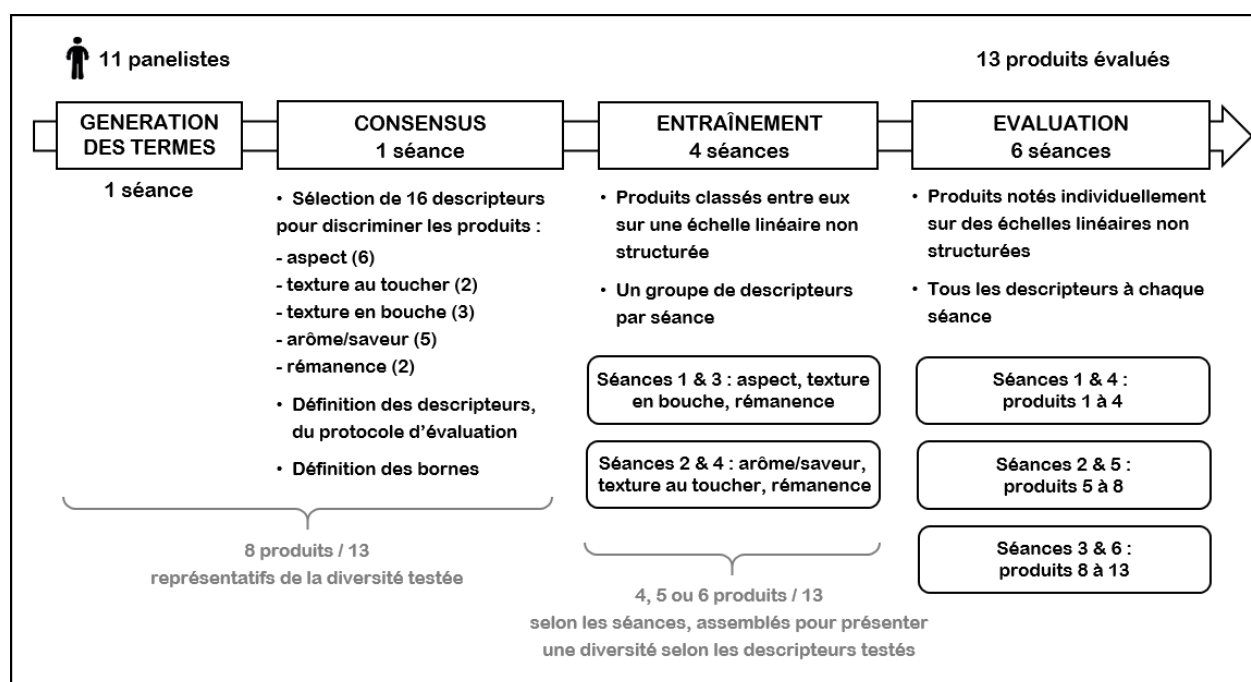 11 panelistes
13 produits évalués
GENERATION
DES TERMES
1 séance
CONSENSUS
1 séance
ENTRAÎNEMENT
4 séances
EVALUATION
6 séances
• Sélection de 16 descripteurs
pour discriminer les produits :
- aspect (6)
- texture au toucher (2)
- texture en bouche (3)
- arôme/saveur (5)
- rémanence (2)
• Définition des descripteurs,
du protocole d'évaluation
• Définition des bornes
8 produits / 13
représentatifs de la diversité testée
• Produits classés entre eux
sur une échelle linéaire non
structurée
• Un groupe de descripteurs
par séance
Séances 1 & 3 : aspect, texture
en bouche, rémanence
Séances 2 & 4 : arôme/saveur,
texture au toucher, rémanence
4, 5 ou 6 produits / 13
selon les séances, assemblés pour présenter
une diversité selon les descripteurs testés
• Produits notés individuellement
sur des échelles linéaires non
structurées
• Tous les descripteurs à chaque
séance
Séances 1 & 4 :
produits 1 à 4
Séances 2 & 5 :
produits 5 à 8
Séances 3 & 6 :
produits 8 à 13